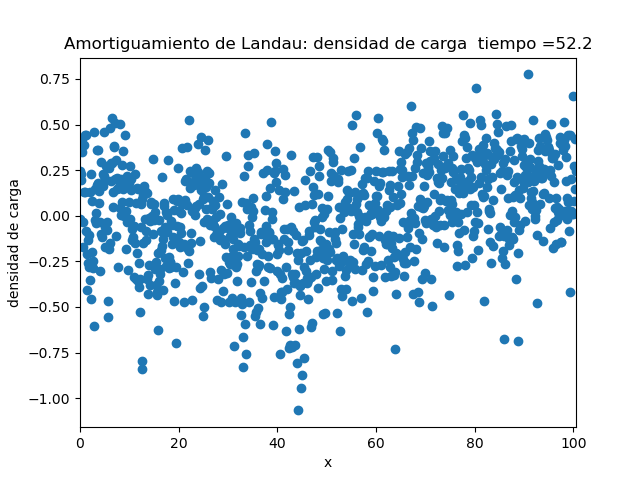 Amortiguamiento de Landau: densidad de carga  tiempo =52.2
densidad de carga
0.75
0.50
0.25
0.00
−0.25
−0.50
−0.75
−1.00
0 20 40 60 80 100
x